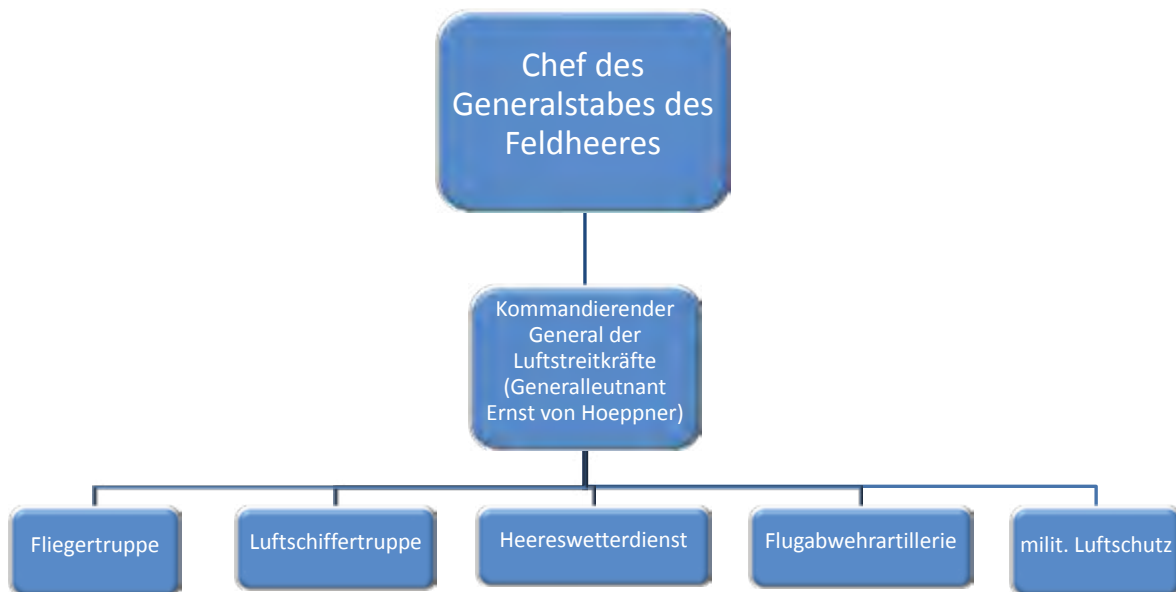 Chef des
Generalstabes des
Feldheeres
Kommandierender
General der
Luftstreitkräfte
(Generalleutnant
Ernst von Hoeppner)
Fliegertruppe
Luftschiffertruppe
Heereswetterdienst
Flugabwehrartillerie
milit. Luftschutz